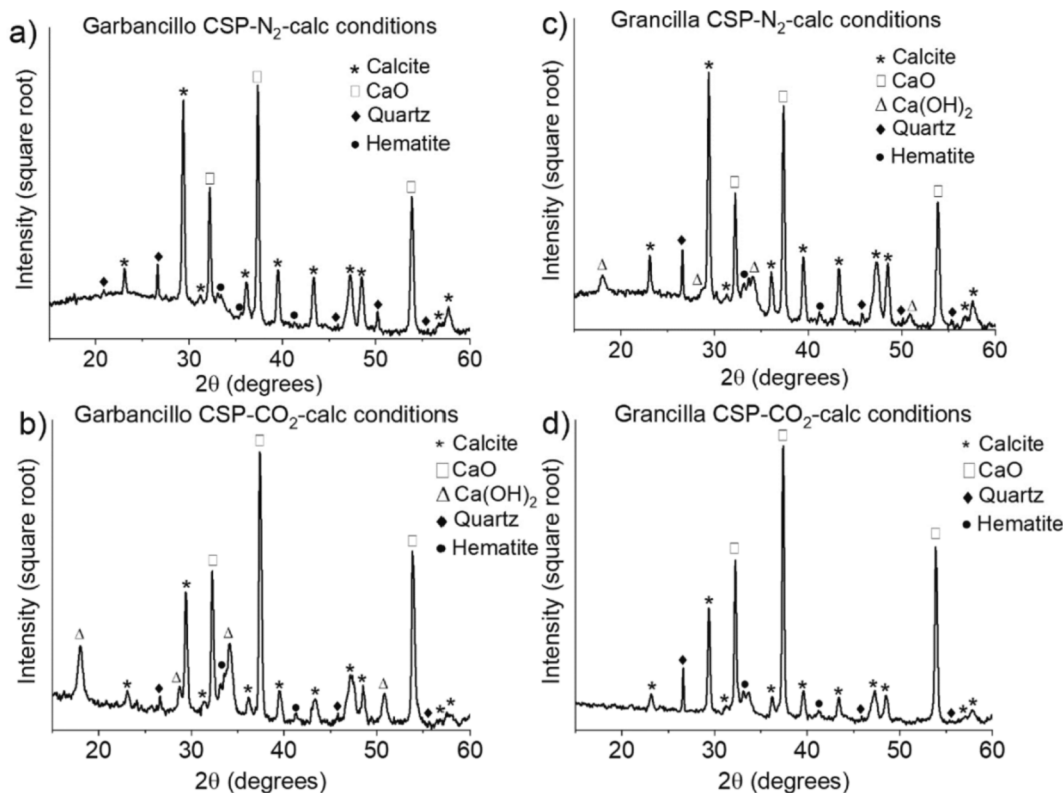 a) Garbancillo CSP-N₂-calc conditions
* Calcite
□ CaO
◆ Quartz
● Hematite
Intensity (square root)
20 30 40 50 60
2θ (degrees)
c) Grancilla CSP-N₂-calc conditions
* Calcite
□ CaO
Δ Ca(OH)₂
◆ Quartz
● Hematite
Intensity (square root)
20 30 40 50 60
2θ (degrees)
b) Garbancillo CSP-CO₂-calc conditions
* Calcite
□ CaO
Δ Ca(OH)₂
◆ Quartz
● Hematite
Intensity (square root)
20 30 40 50 60
2θ (degrees)
d) Grancilla CSP-CO₂-calc conditions
* Calcite
□ CaO
◆ Quartz
● Hematite
Intensity (square root)
20 30 40 50 60
2θ (degrees)